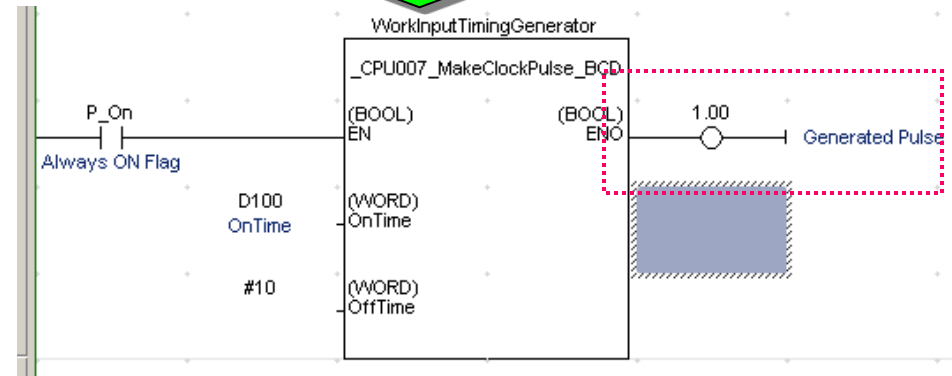 WorkInputTimingGenerator
_CPU007_MakeClockPulse_BCD
P_On
(BOOL)
EN
(BOOL)
ENO
1.00
Generated Pulse
Always ON Flag
D100
OnTime
(WORD)
OnTime
#10
(WORD)
OffTime